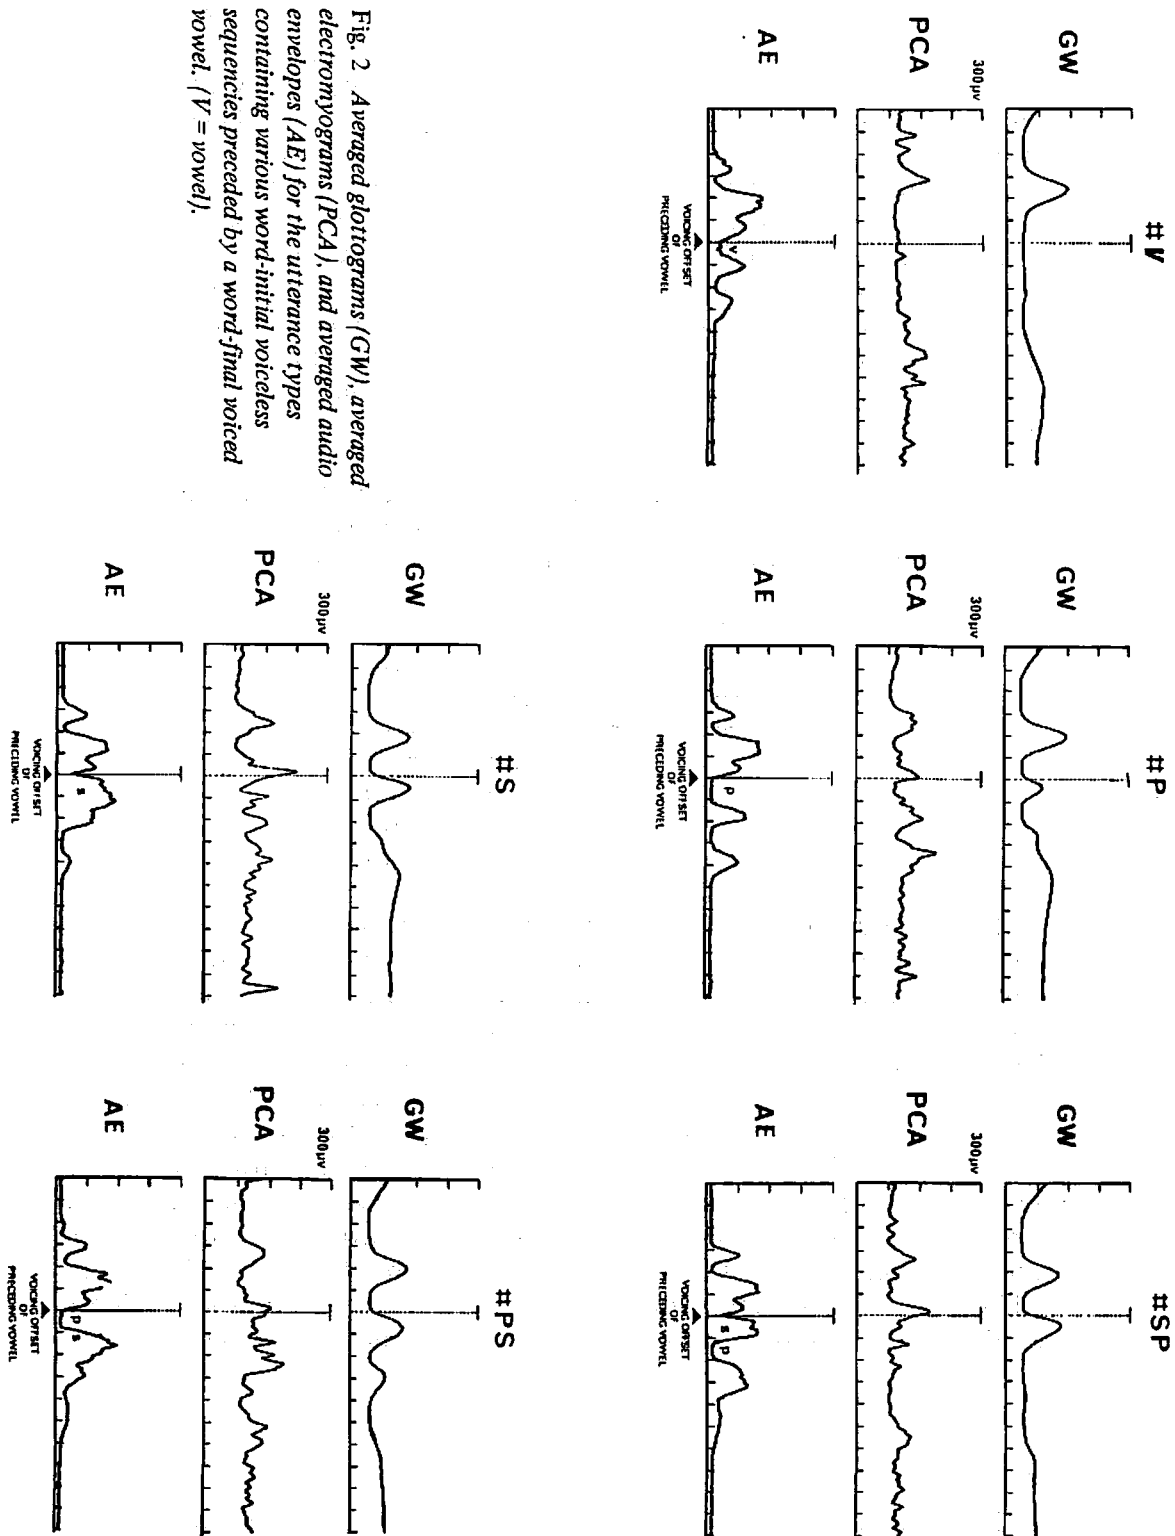 #V
GW
300μv
PCA
AE
V
VOICING OFFSET
OF
PRECEDING VOWEL
#P
GW
300μv
PCA
AE
P
VOICING OFFSET
OF
PRECEDING VOWEL
#SP
GW
300μv
PCA
AE
s p
VOICING OFFSET
OF
PRECEDING VOWEL
Fig. 2 Averaged glottograms (GW), averaged
electromyograms (PCA), and averaged audio
envelopes (AE) for the utterance types
containing various word-initial voiceless
sequencies preceded by a word-final voiced
vowel. (V = vowel).
#S
GW
300μv
PCA
AE
s
VOICING OFFSET
OF
PRECEDING VOWEL
#PS
GW
300μv
PCA
AE
p s
VOICING OFFSET
OF
PRECEDING VOWEL